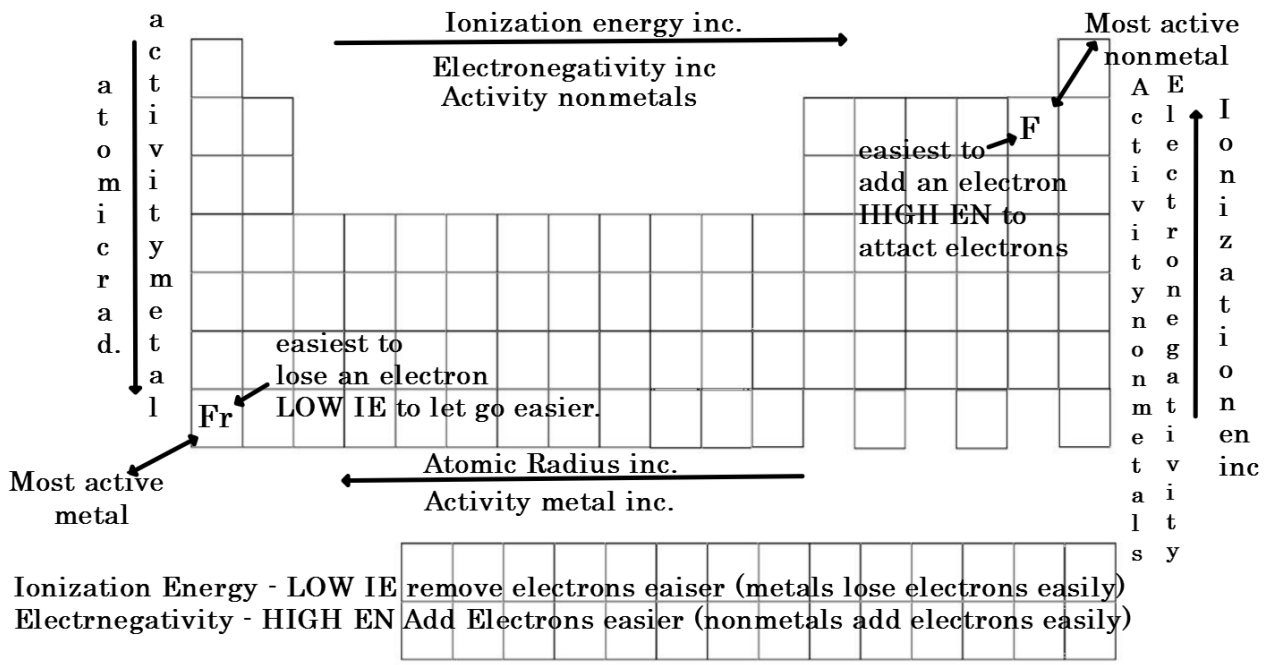 Ionization energy inc.
Electronegativity inc
Activity nonmetals
Most active
nonmetal
atomic rad.
activity metal
F
easiest to
add an electron
HIGH EN to
attact electrons
Activity nonmetals
Electronegativity
Ionization
en
inc
easiest to
lose an electron
LOW IE to let go easier.
Fr
Most active
metal
Atomic Radius inc.
Activity metal inc.
Ionization Energy - LOW IE remove electrons eaiser (metals lose electrons easily)
Electrnegativity - HIGH EN Add Electrons easier (nonmetals add electrons easily)